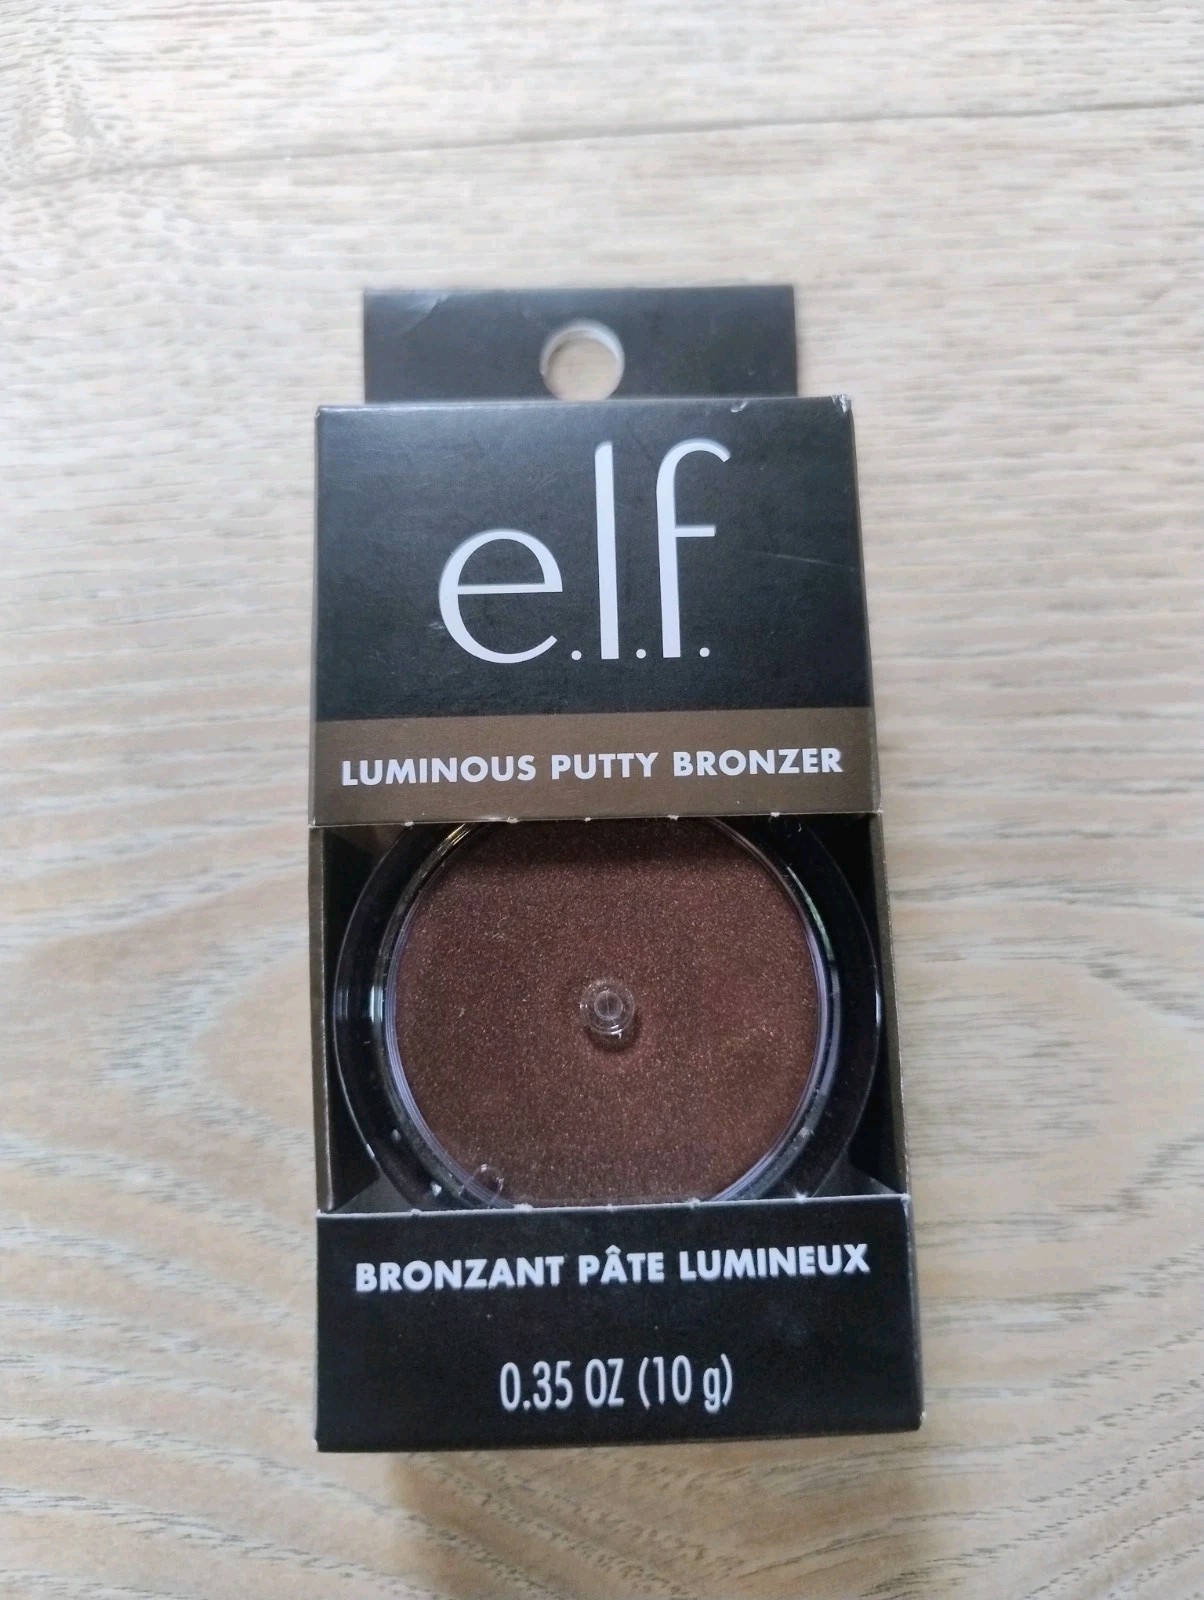 e.l.f.
LUMINOUS PUTTY BRONZER
BRONZANT PÂTE LUMINEUX
0.35 OZ (10 g)